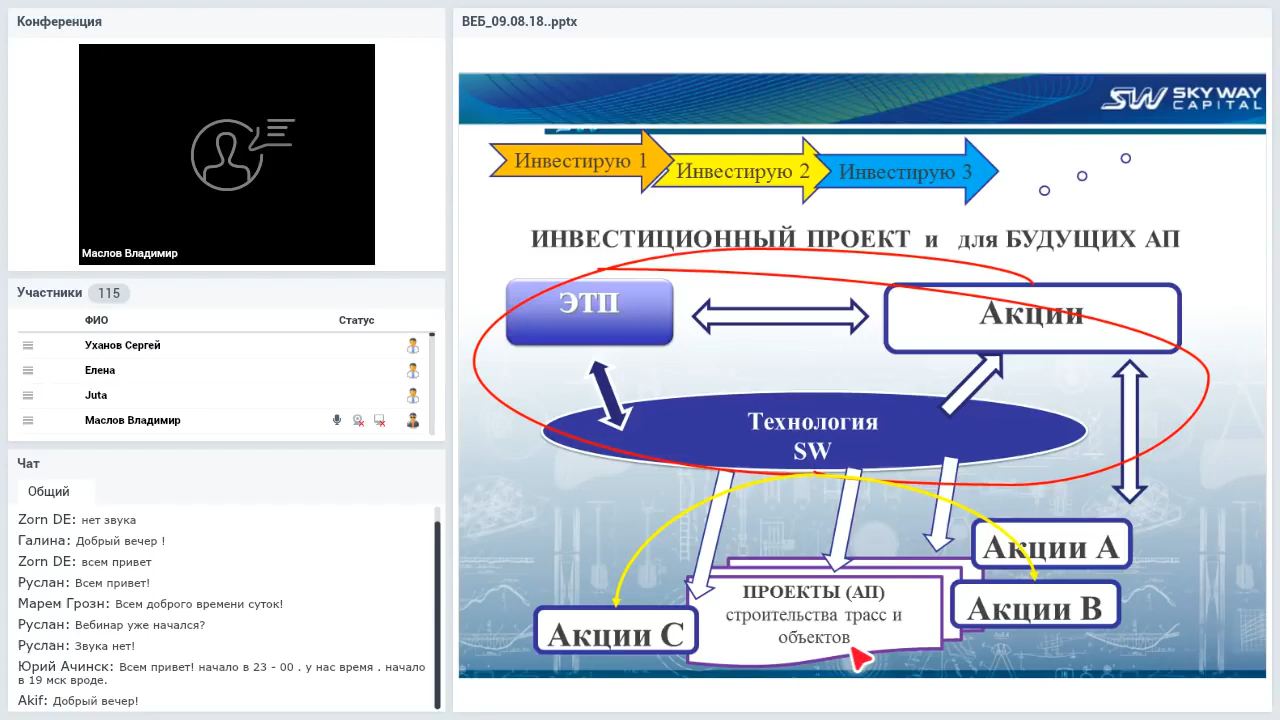 Конференция
Маслов Владимир
Участники 115
ФИО Статус
Уханов Сергей
Елена
Juta
Маслов Владимир
Чат
Общий
Zorn DE: нет звука
Галина: Добрый вечер !
Zorn DE: всем привет
Руслан: Всем привет!
Марем Грозн: Всем доброго времени суток!
Руслан: Вебинар уже начался?
Руслан: Звука нет!
Юрий Ачинск: Всем привет! начало в 23 - 00 . у нас время . начало
в 19 мск вроде.
Akif: Добрый вечер!
ВЕБ_09.08.18..pptx
SW SKY WAY
CAPITAL
Инвестирую 1
Инвестирую 2
Инвестирую 3
ИНВЕСТИЦИОННЫЙ ПРОЕКТ и для БУДУЩИХ АП
ЭТП
Акции
Технология
SW
Акции А
ПРОЕКТЫ (АП)
строительства трасс и
объектов
Акции В
Акции С